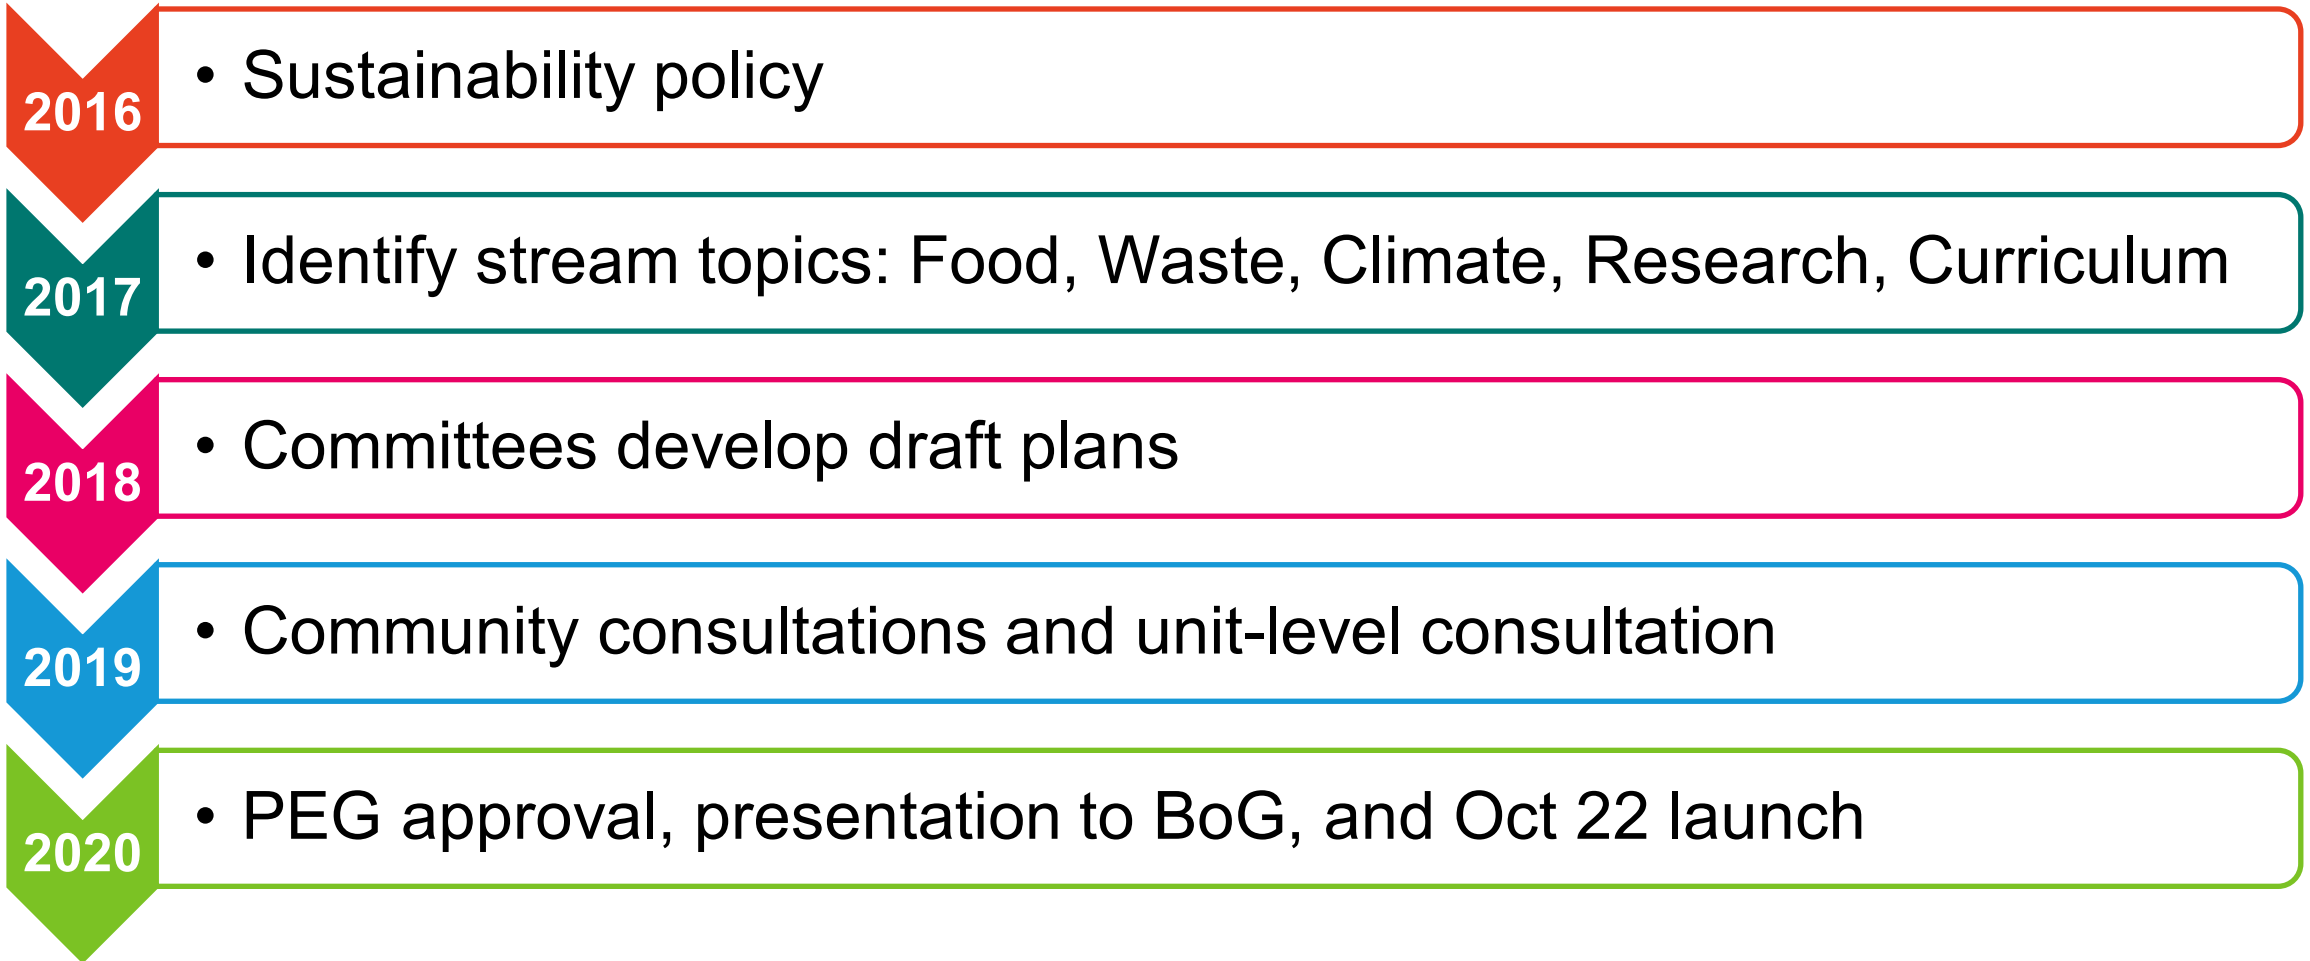 2016
• Sustainability policy
2017
• Identify stream topics: Food, Waste, Climate, Research, Curriculum
2018
• Committees develop draft plans
2019
• Community consultations and unit-level consultation
2020
• PEG approval, presentation to BoG, and Oct 22 launch